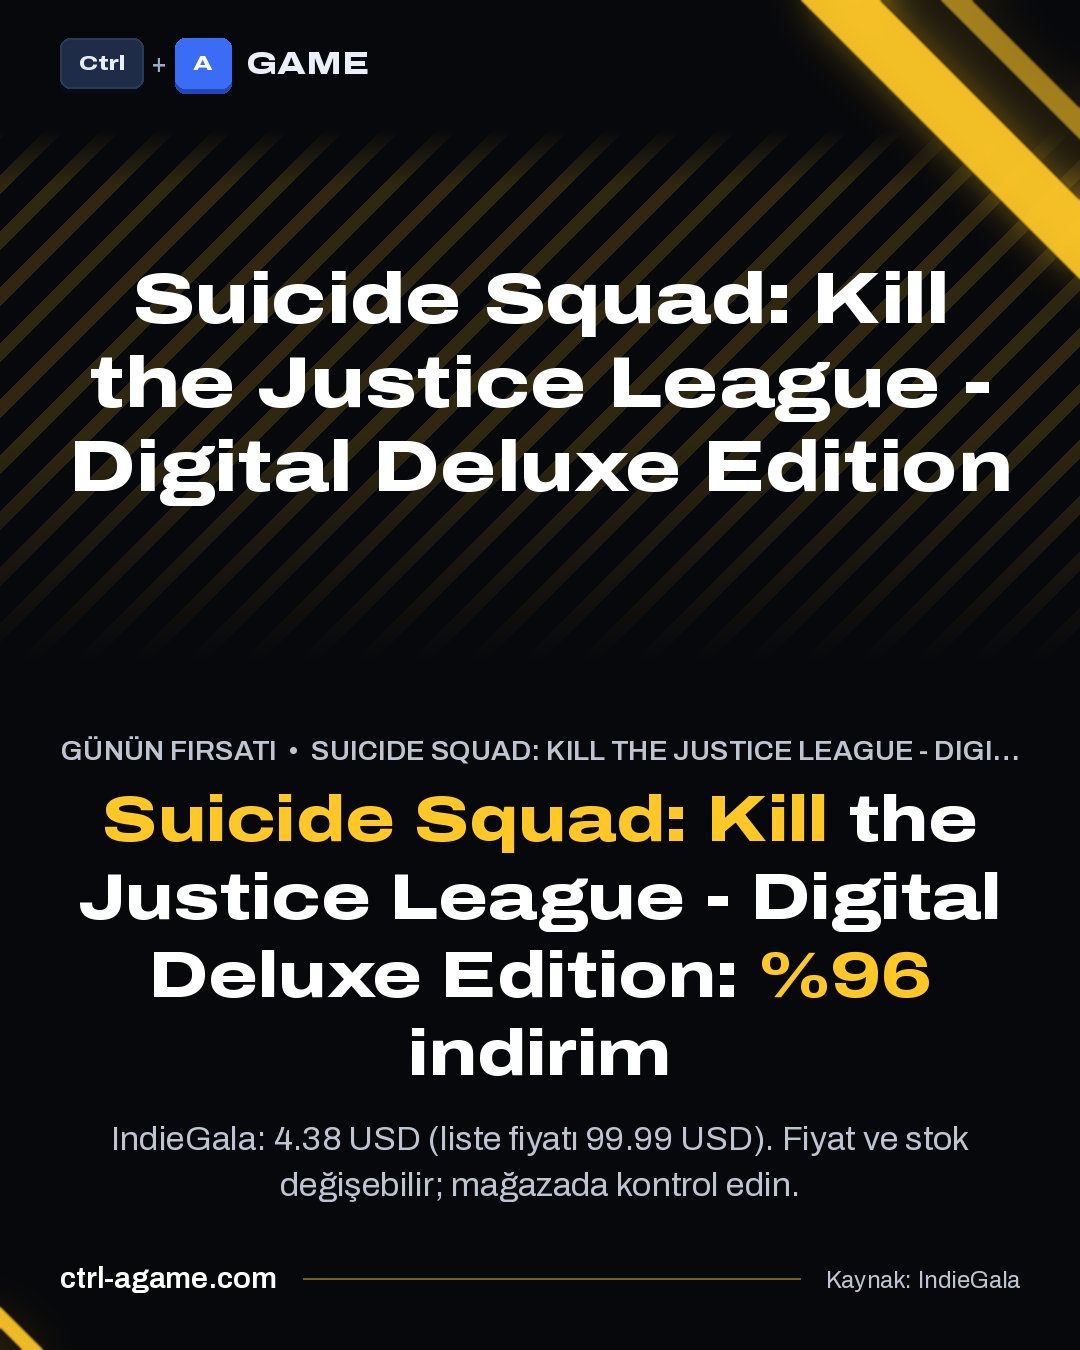 Ctrl + A GAME
Suicide Squad: Kill
the Justice League -
Digital Deluxe Edition
GÜNÜN FIRSATI • SUICIDE SQUAD: KILL THE JUSTICE LEAGUE - DIGI...
Suicide Squad: Kill the
Justice League - Digital
Deluxe Edition: %96
indirim
IndieGala: 4.38 USD (liste fiyatı 99.99 USD). Fiyat ve stok
değişebilir; mağazada kontrol edin.
ctrl-agame.com
Kaynak: IndieGala